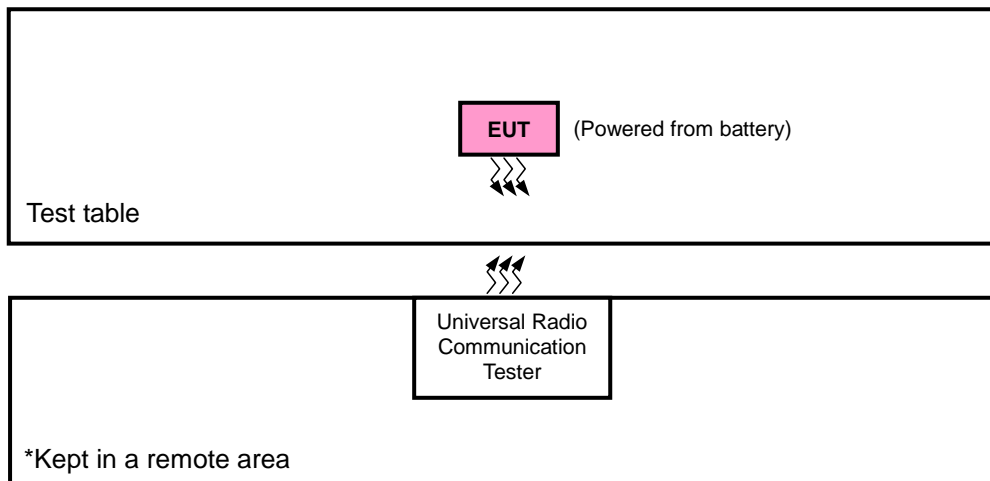 EUT
(Powered from battery)
Test table
Universal Radio
Communication
Tester
*Kept in a remote area